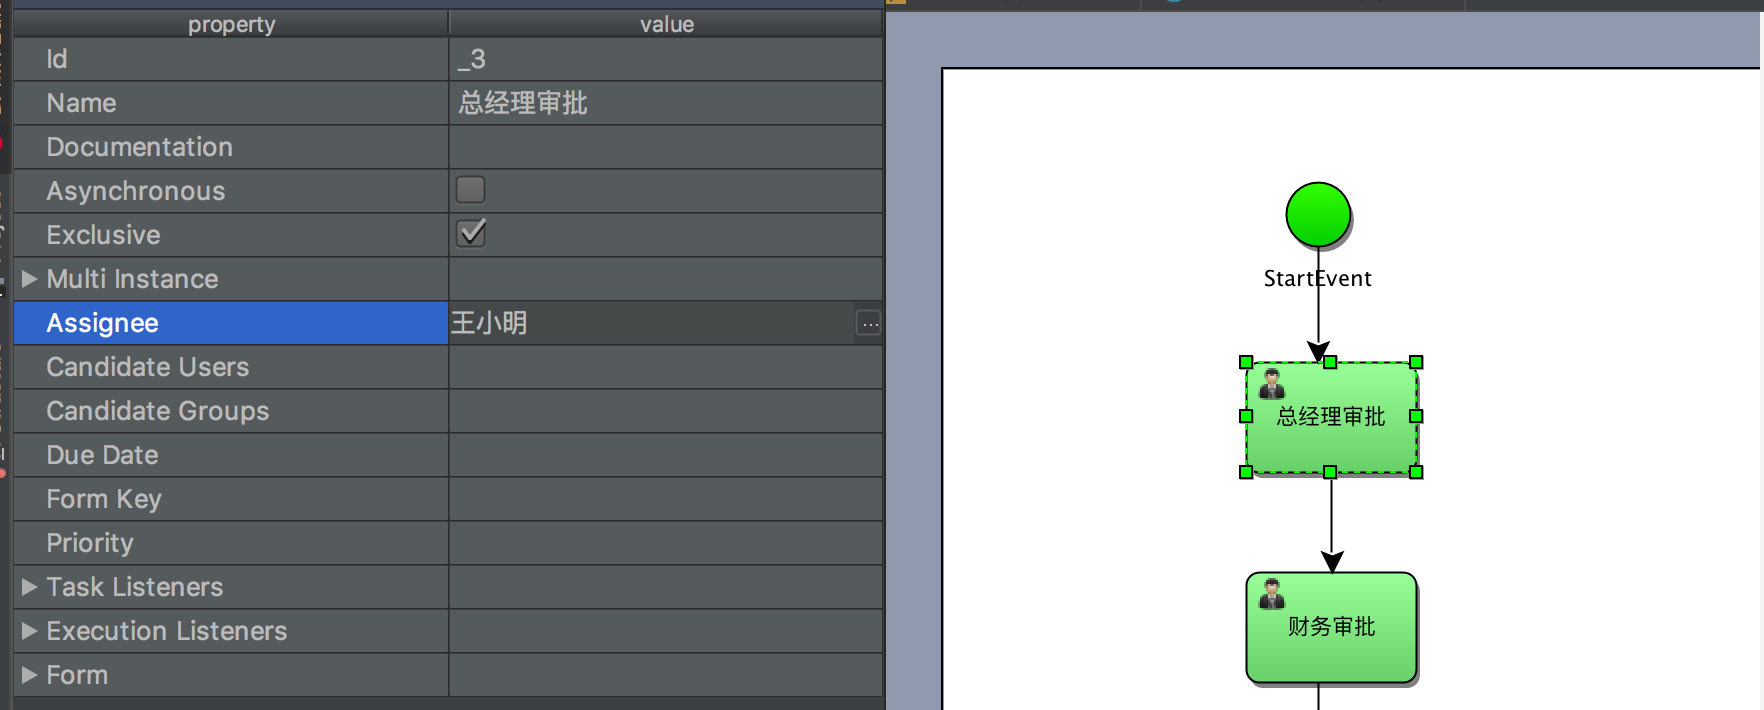 property value
Id _3
Name 总经理审批
Documentation
Asynchronous
Exclusive
Multi Instance
Assignee 王小明 ...
Candidate Users
Candidate Groups
Due Date
Form Key
Priority
Task Listeners
Execution Listeners
Form
StartEvent
总经理审批
财务审批